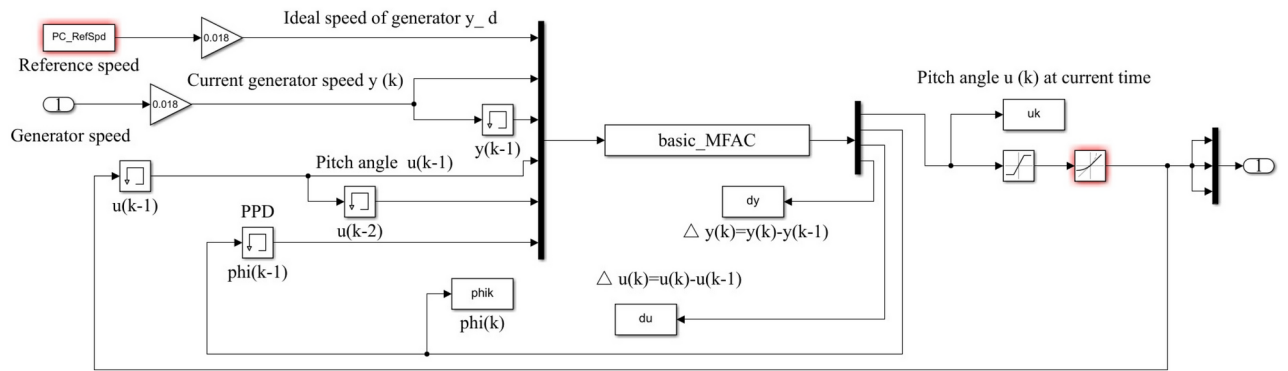 Ideal speed of generator y_ d
PC_RefSpd
0.018
Reference speed
Current generator speed y (k)
Pitch angle u (k) at current time
1
0.018
uk
Generator speed
y(k-1)
basic_MFAC
Pitch angle u(k-1)
1
u(k-1)
dy
PPD
u(k-2)
△ y(k)=y(k)-y(k-1)
phi(k-1)
△ u(k)=u(k)-u(k-1)
phik
du
phi(k)